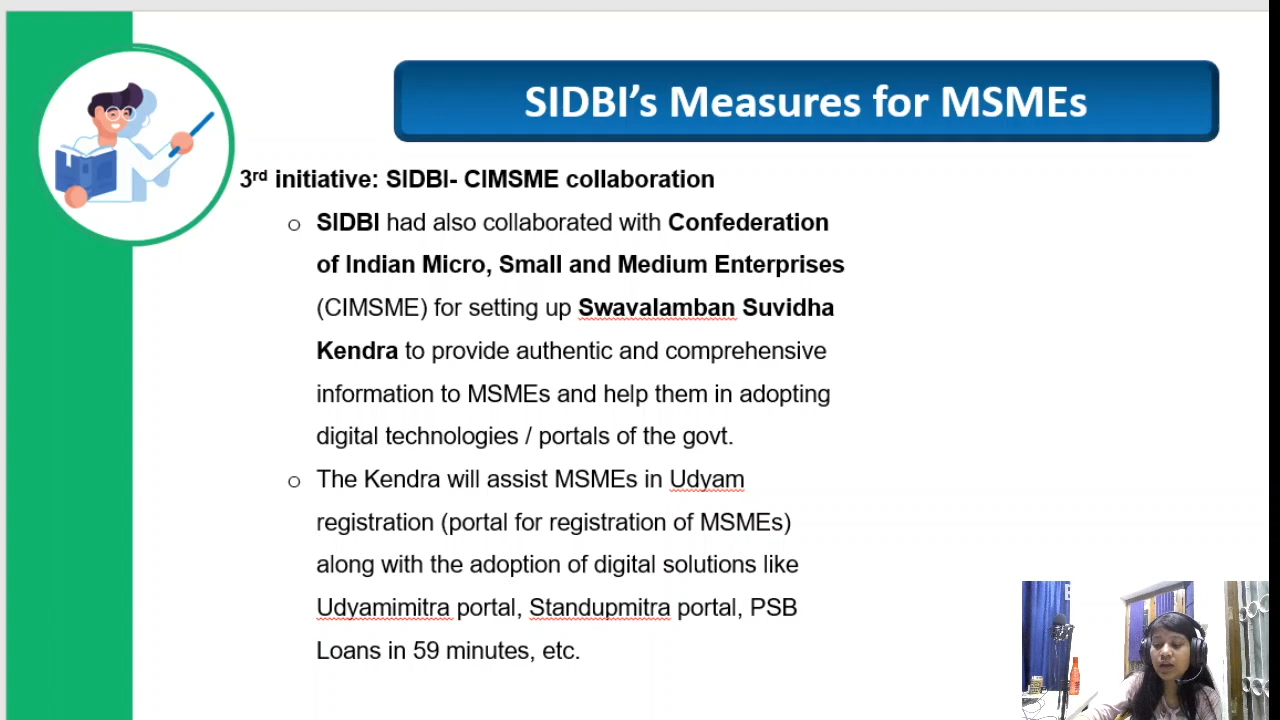 SIDBI’s Measures for MSMEs
3rd initiative: SIDBI- CIMSME collaboration
o SIDBI had also collaborated with Confederation
of Indian Micro, Small and Medium Enterprises
(CIMSME) for setting up Swavalamban Suvidha
Kendra to provide authentic and comprehensive
information to MSMEs and help them in adopting
digital technologies / portals of the govt.
o The Kendra will assist MSMEs in Udyam
registration (portal for registration of MSMEs)
along with the adoption of digital solutions like
Udyamimitra portal, Standupmitra portal, PSB
Loans in 59 minutes, etc.